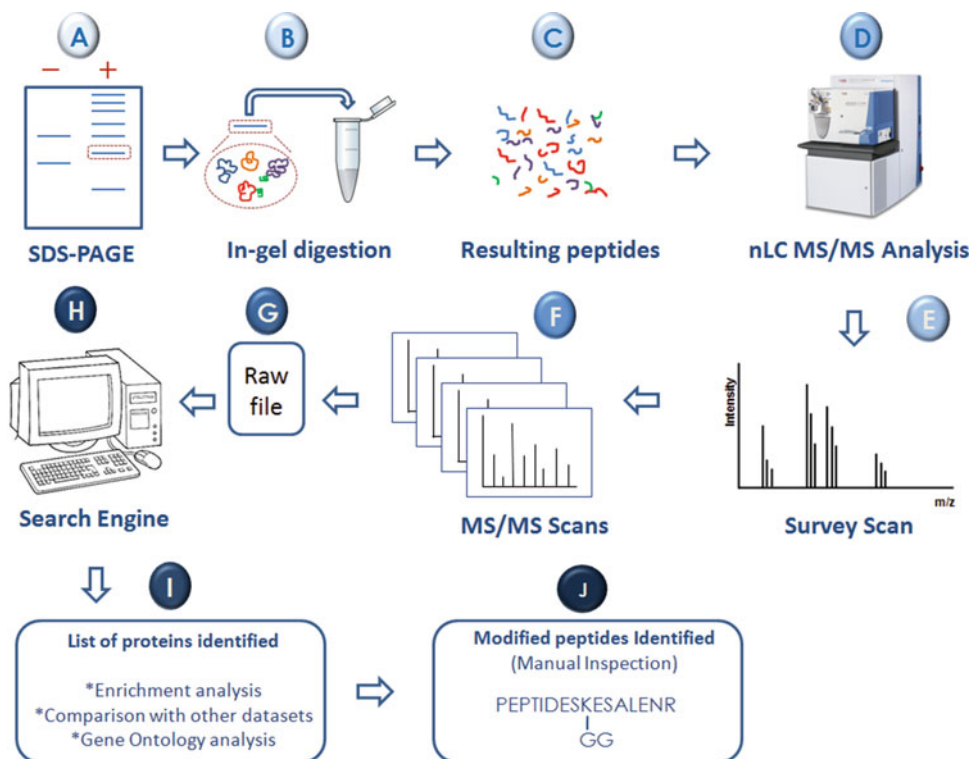 A
B
C
D
− +
SDS-PAGE
In-gel digestion
Resulting peptides
nLC MS/MS Analysis
H
G
F
E
Raw
file
Intensity
m/z
Search Engine
MS/MS Scans
Survey Scan
I
J
List of proteins identified
*Enrichment analysis
*Comparison with other datasets
*Gene Ontology analysis
Modified peptides Identified
(Manual Inspection)
PEPTIDESKESALENR
GG